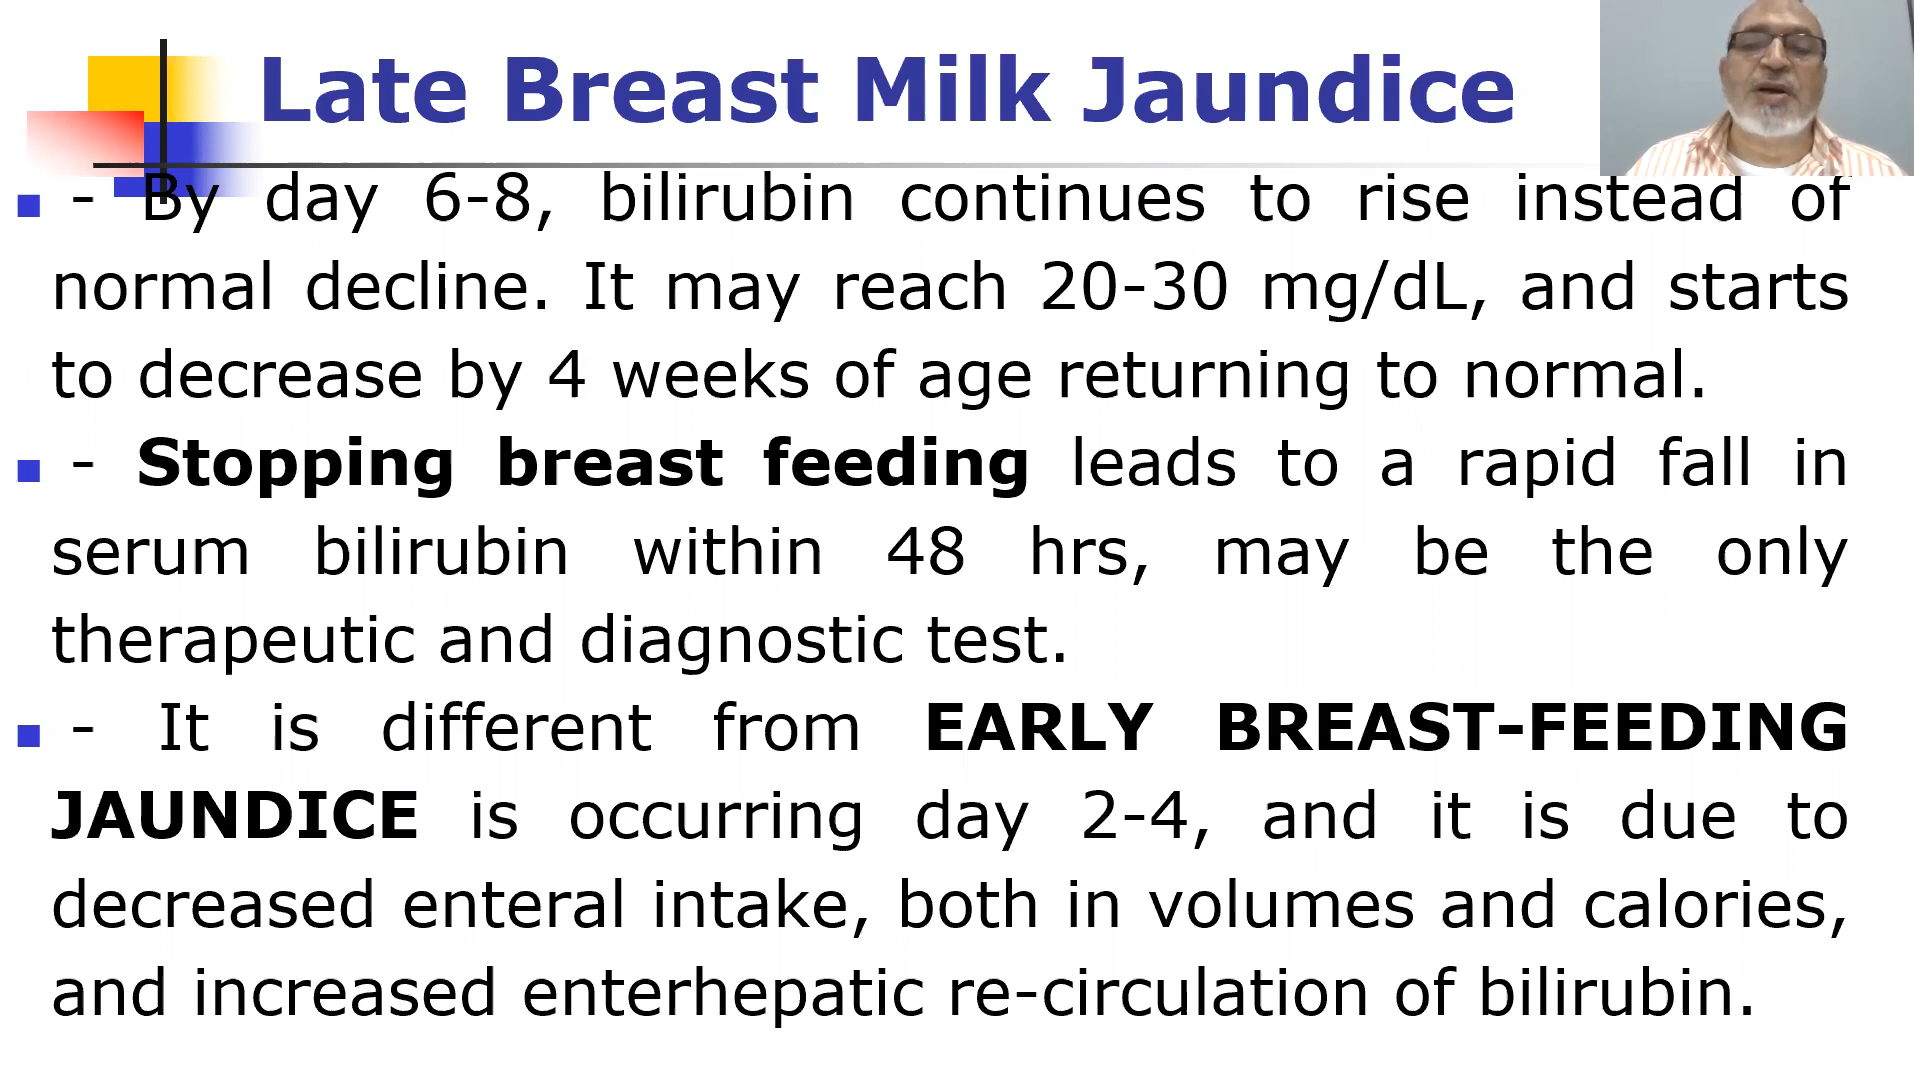 Late Breast Milk Jaundice
- By day 6-8, bilirubin continues to rise instead of
normal decline. It may reach 20-30 mg/dL, and starts
to decrease by 4 weeks of age returning to normal.
- Stopping breast feeding leads to a rapid fall in
serum bilirubin within 48 hrs, may be the only
therapeutic and diagnostic test.
- It is different from EARLY BREAST-FEEDING
JAUNDICE is occurring day 2-4, and it is due to
decreased enteral intake, both in volumes and calories,
and increased enterhepatic re-circulation of bilirubin.